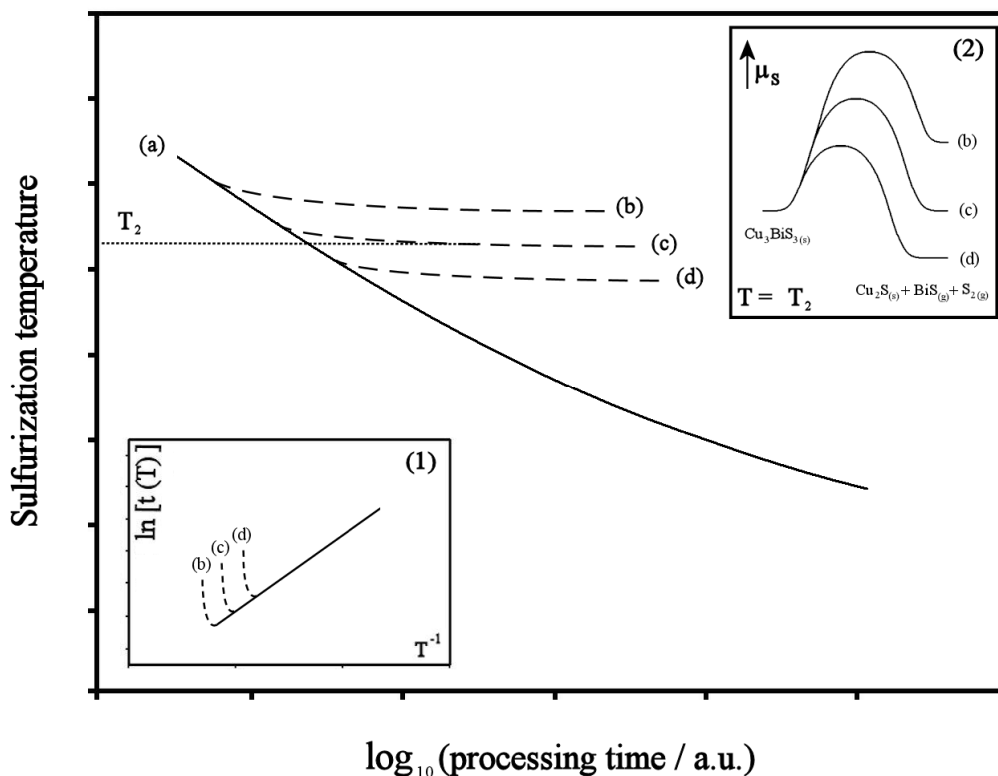 (2)
μS
(b)
(c)
(d)
Cu3BiS3(s)
Cu2S(s) + BiS(g) + S2(g)
T = T2
(a)
T2
(b)
(c)
(d)
Sulfurization temperature
(1)
ln [t (T)]
(b)
(c)
(d)
T-1
log10(processing time / a.u.)